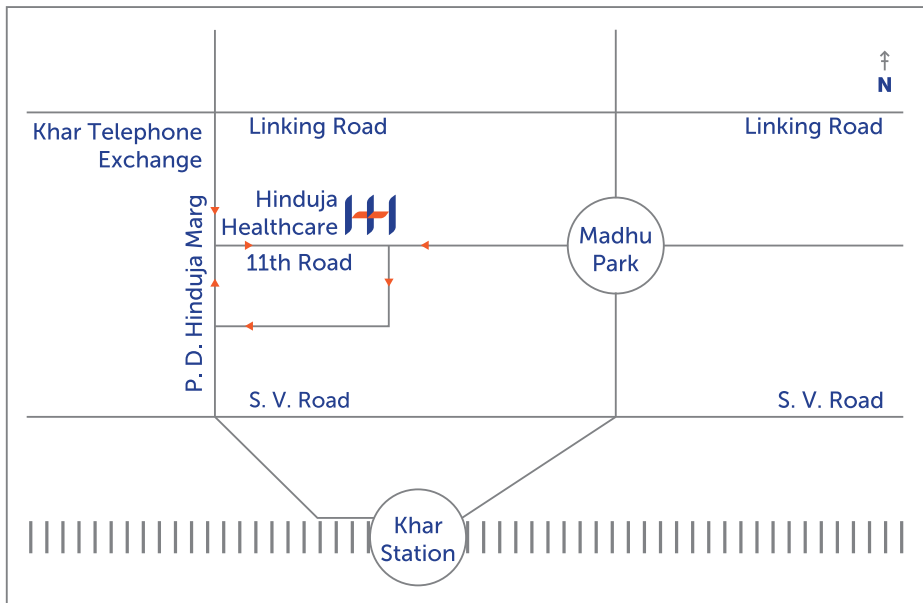 N
Linking Road
Linking Road
Khar Telephone
Exchange
Hinduja
Healthcare
Madhu
Park
11th Road
P. D. Hinduja Marg
S. V. Road
S. V. Road
Khar
Station